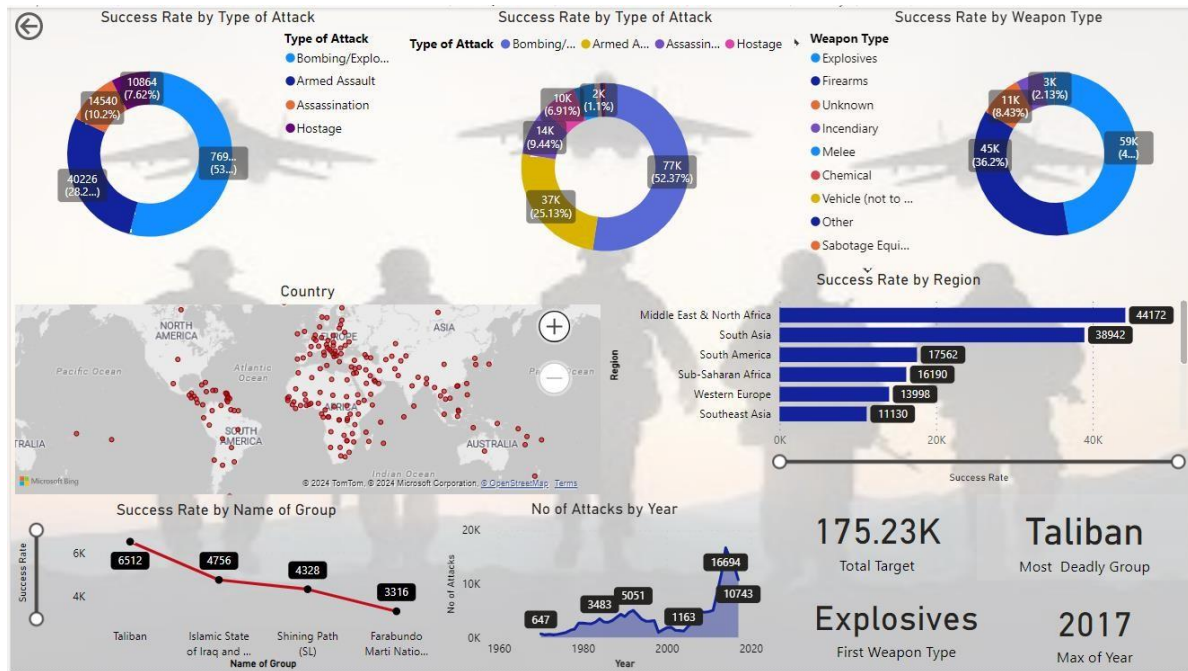 Success Rate by Type of Attack
Type of Attack
Bombing/Explo...
Armed Assault
Assassination
Hostage
10864
(7.62%)
14540
(10.2%)
40226
(28.2...
769...
(53...
Success Rate by Type of Attack
Type of Attack
Bombing/...
Armed A...
Assassin...
Hostage
2K
(1.1%)
10K
(6.91%)
14K
(9.44%)
37K
(25.13%)
77K
(52.37%)
Success Rate by Weapon Type
Weapon Type
Explosives
Firearms
Unknown
Incendiary
Melee
Chemical
Vehicle (not to ...
Other
Sabotage Equi...
3K
(2.13%)
11K
(8.43%)
45K
(36.2%)
59K
(4...)
Country
NORTH
AMERICA
EUROPE
ASIA
Pacific Ocean
Atlantic
Ocean
AFRICA
SOUTH
AMERICA
AUSTRALIA
TRALIA
Indian Ocean
Microsoft Bing
© 2024 TomTom, © 2024 Microsoft Corporation, © OpenStreetMap Terms
Success Rate by Region
Region
Middle East & North Africa 44172
South Asia 38942
South America 17562
Sub-Saharan Africa 16190
Western Europe 13998
Southeast Asia 11130
0K 20K 40K
Success Rate
Success Rate by Name of Group
Success Rate
6K
4K
6512
4756
4328
3316
Taliban
Islamic State
of Iraq and ...
Shining Path
(SL)
Farabundo
Marti Natio...
Name of Group
No of Attacks by Year
No of Attacks
20K
10K
0K
647
3483
5051
1163
16694
10743
1960 1980 2000 2020
Year
175.23K
Total Target
Taliban
Most Deadly Group
Explosives
First Weapon Type
2017
Max of Year